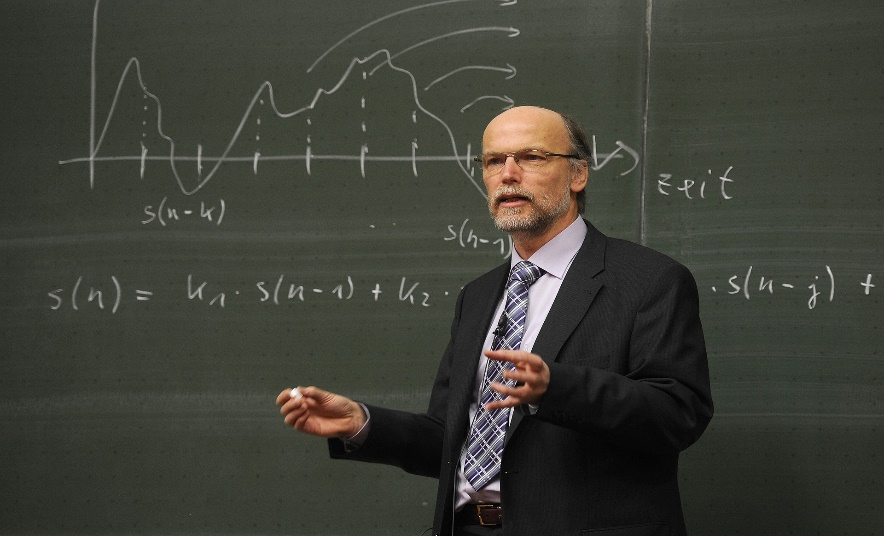 zeit
s(n-k)
s(n-1)
s(n) = k₁ · s(n-1) + k₂ · · s(n-j) +